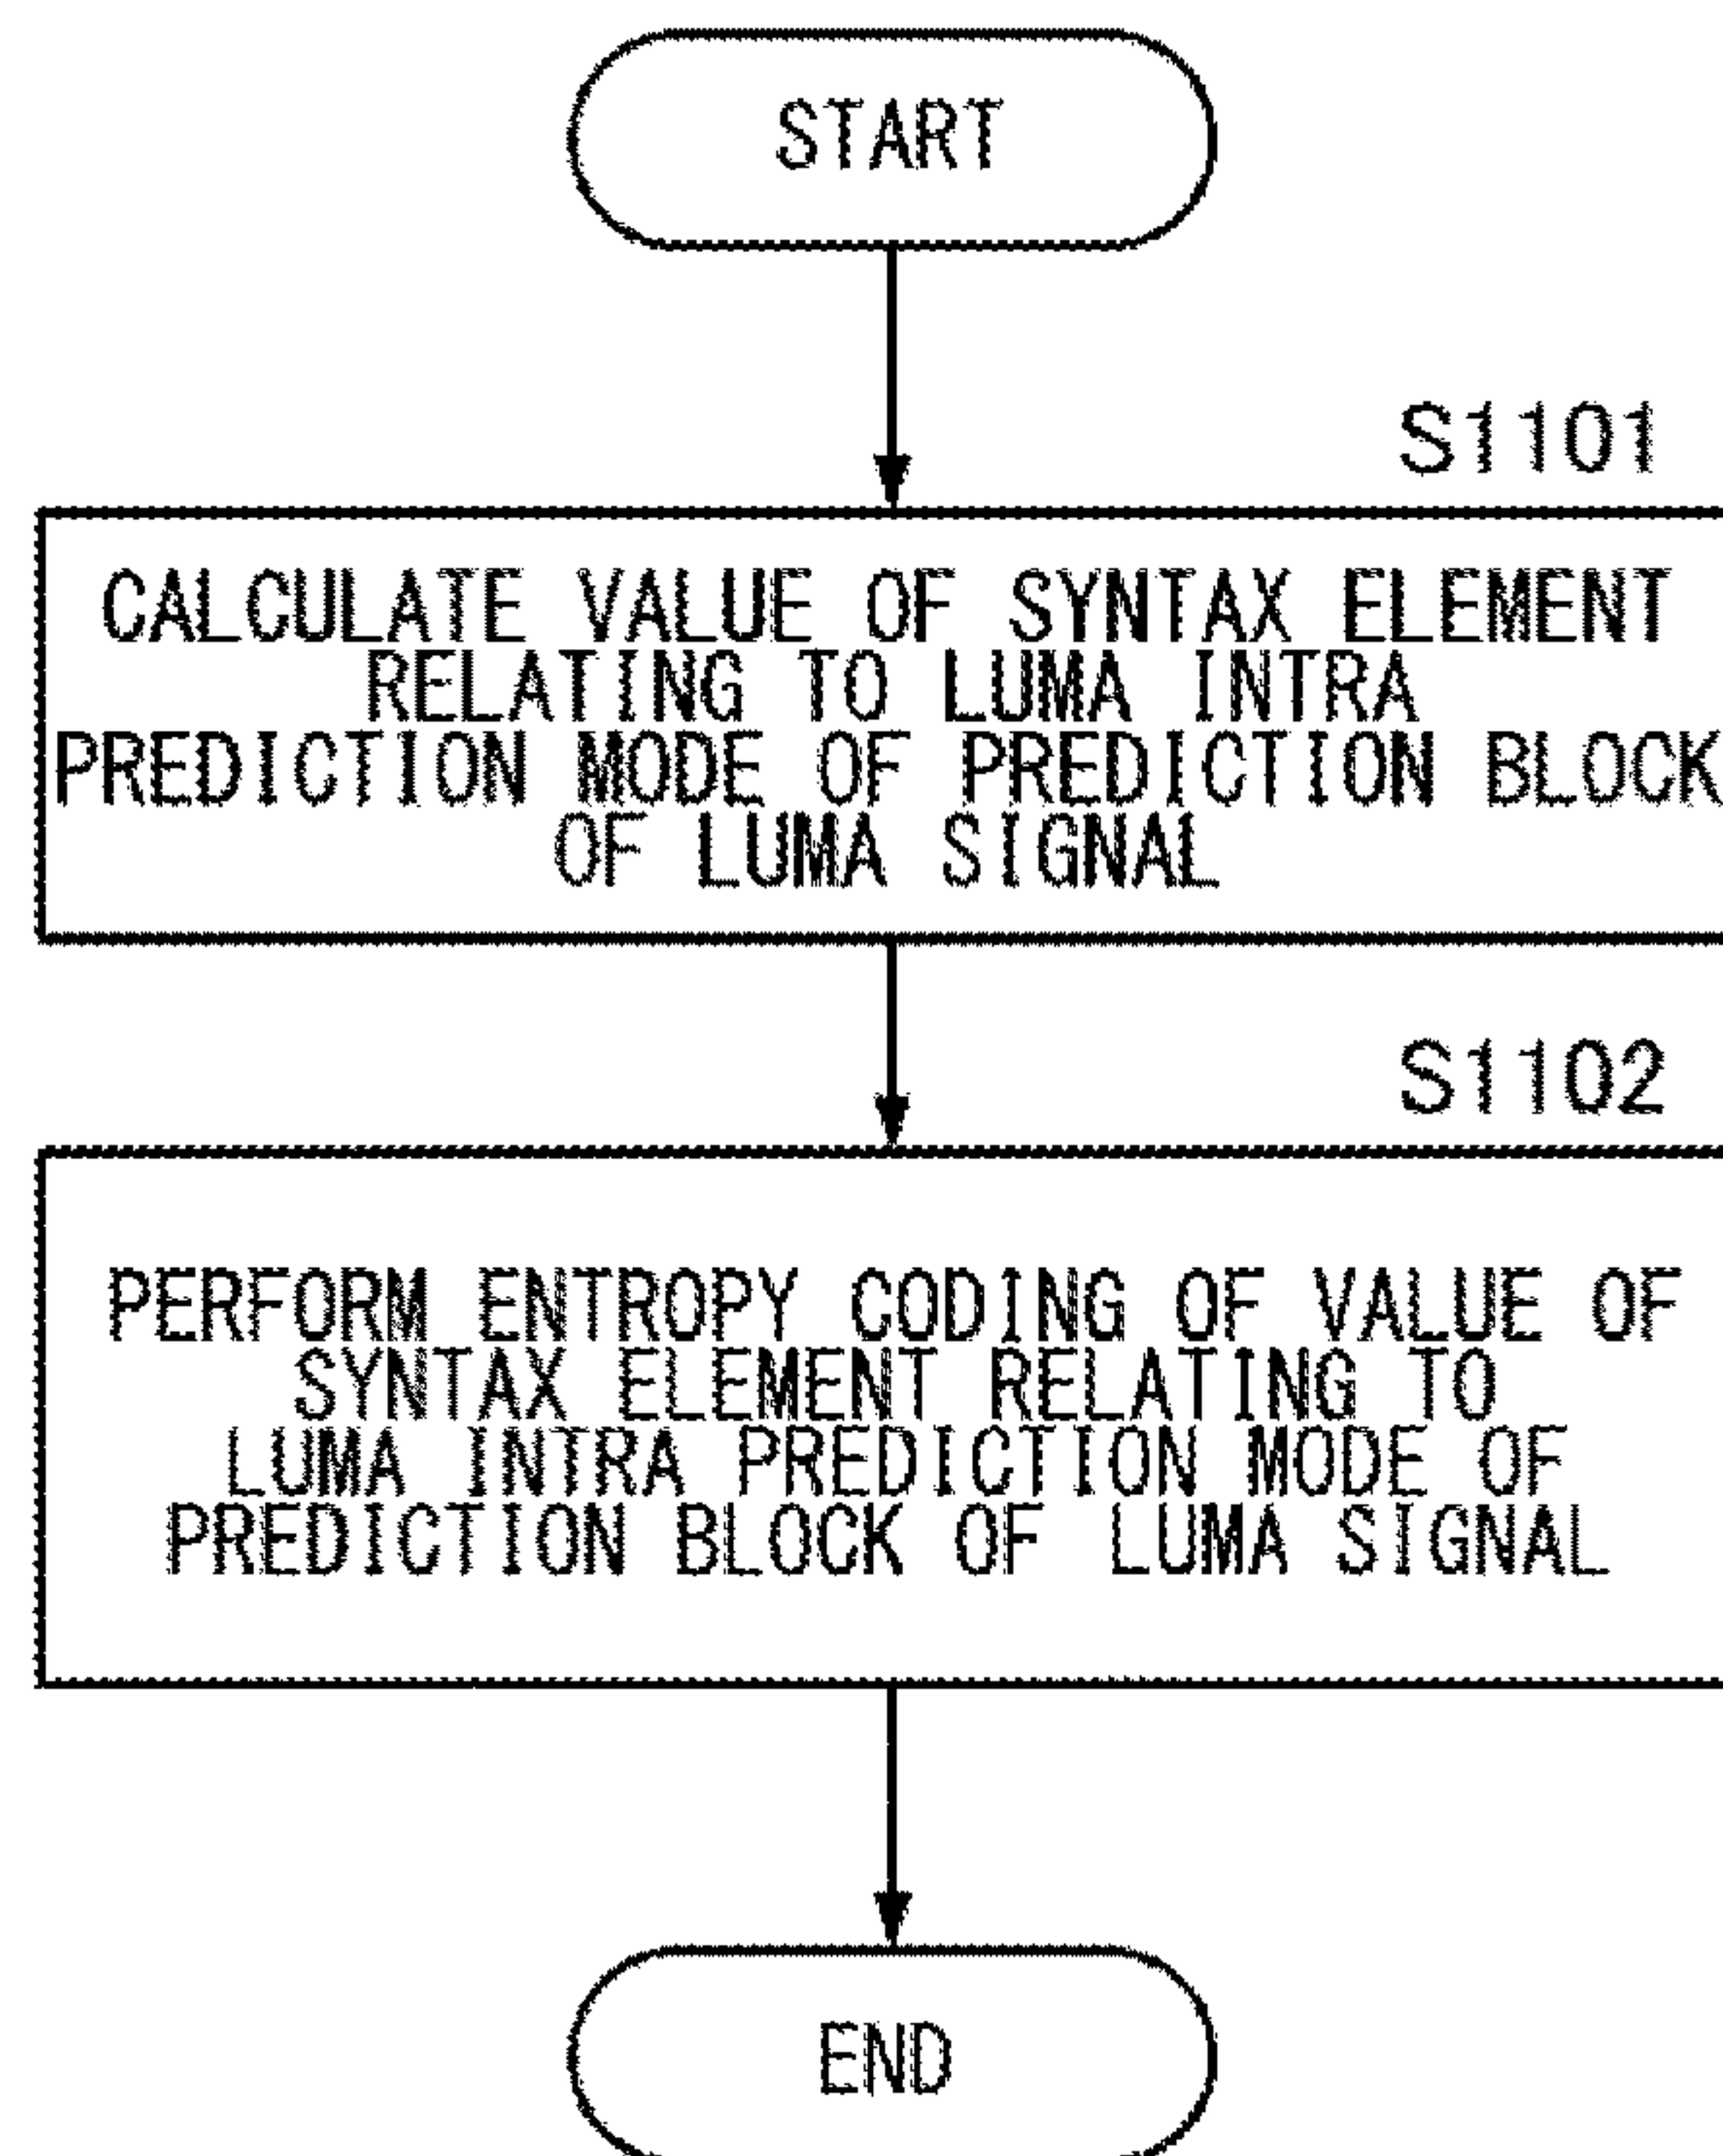 START
S1101
CALCULATE VALUE OF SYNTAX ELEMENT
RELATING TO LUMA INTRA
PREDICTION MODE OF PREDICTION BLOCK
OF LUMA SIGNAL
S1102
PERFORM ENTROPY CODING OF VALUE OF
SYNTAX ELEMENT RELATING TO
LUMA INTRA PREDICTION MODE OF
PREDICTION BLOCK OF LUMA SIGNAL
END